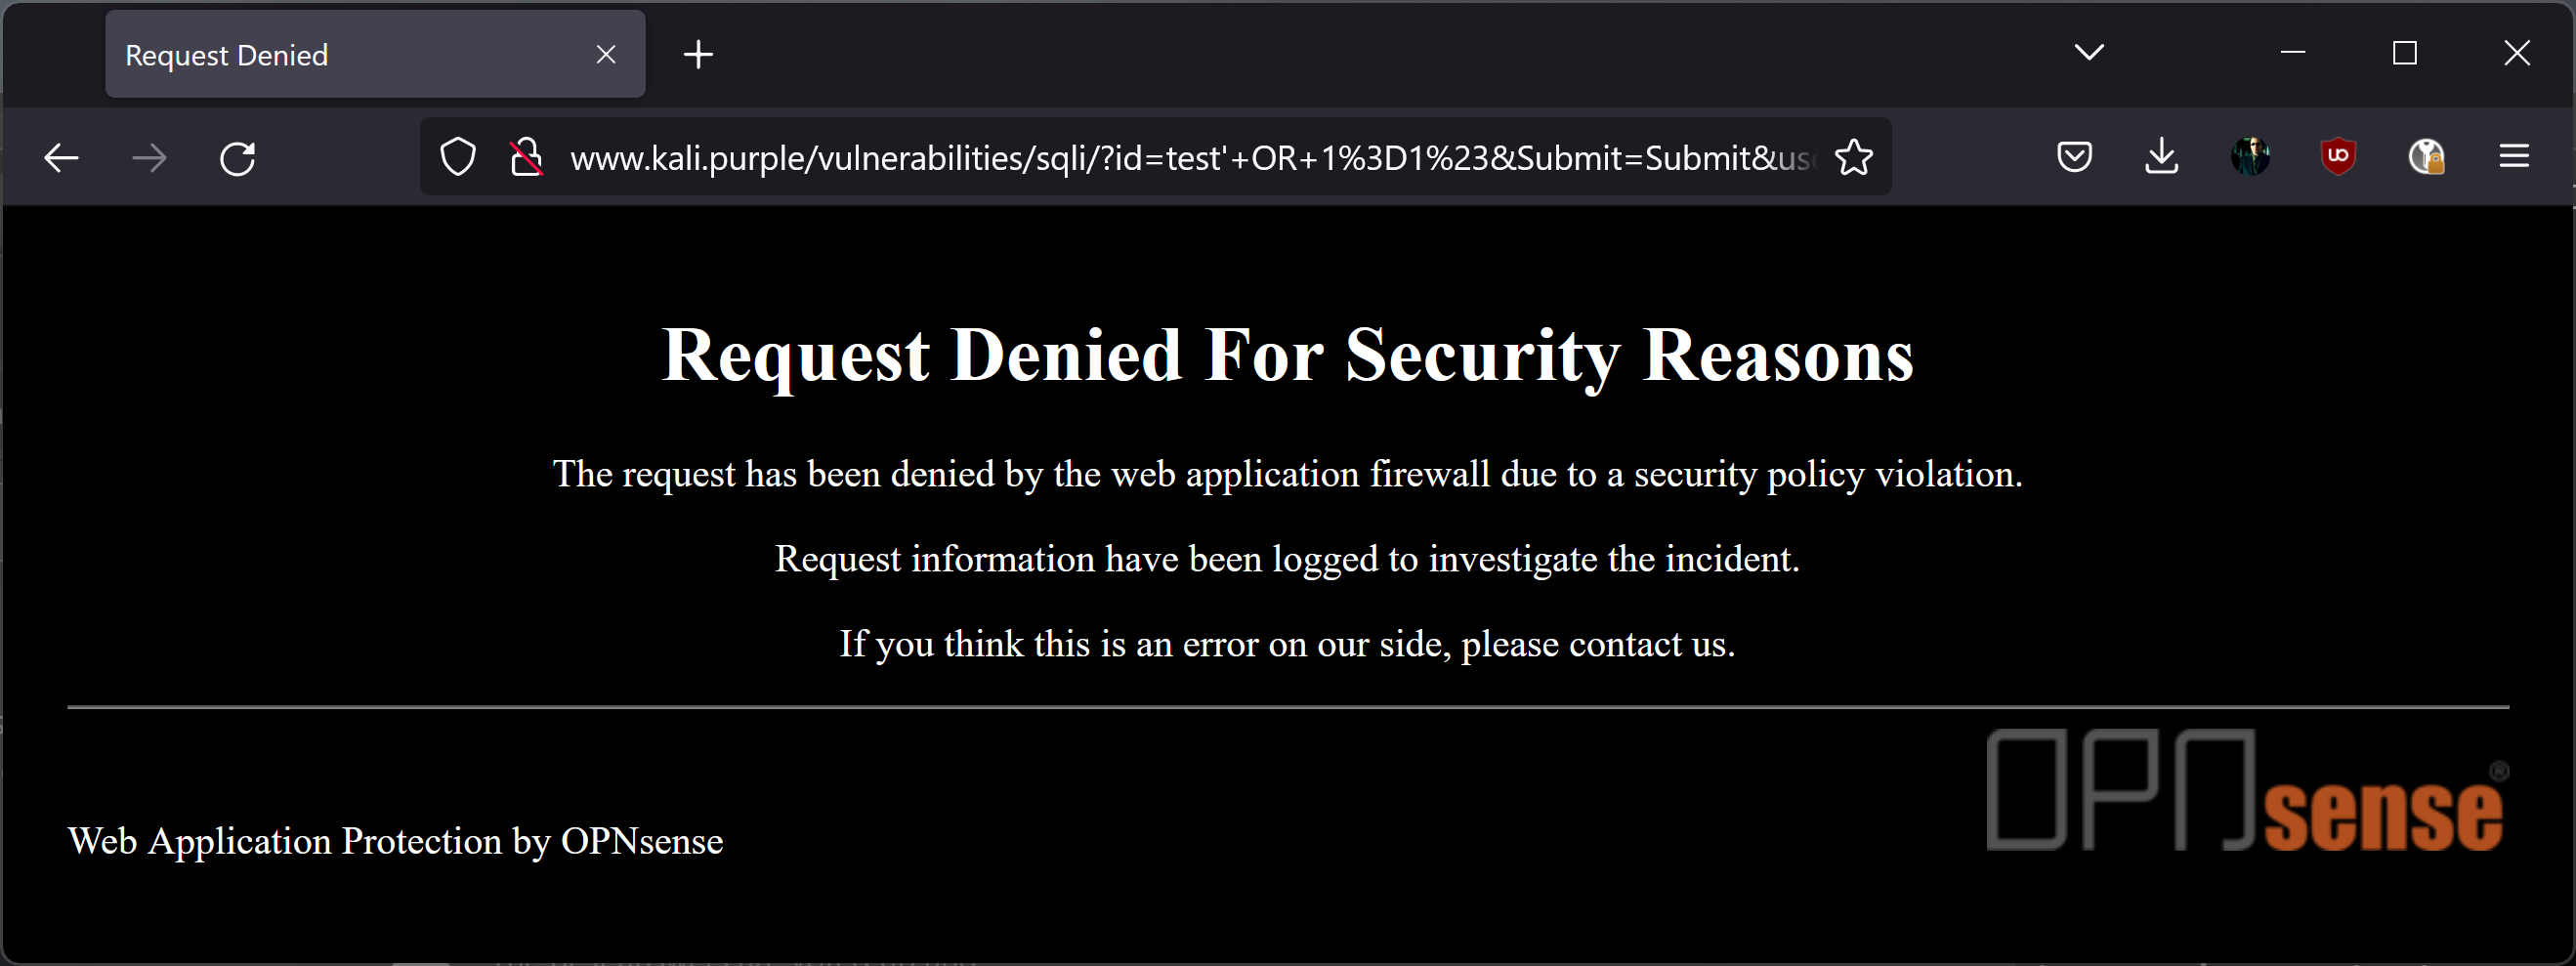 Request Denied
www.kali.purple/vulnerabilities/sqli/?id=test'+OR+1%3D1%23&Submit=Submit&use
Request Denied For Security Reasons
The request has been denied by the web application firewall due to a security policy violation.
Request information have been logged to investigate the incident.
If you think this is an error on our side, please contact us.
OPNsense®
Web Application Protection by OPNsense